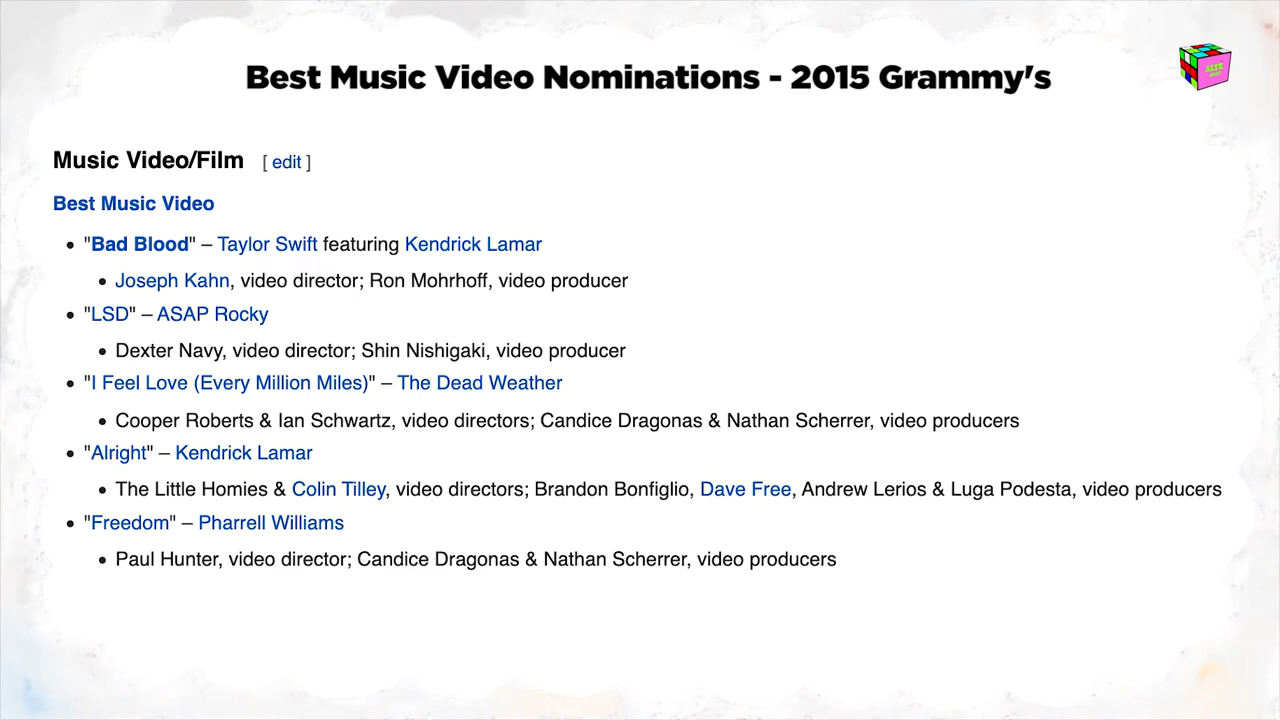 Best Music Video Nominations - 2015 Grammy's
Music Video/Film [ edit ]
Best Music Video
• "Bad Blood" – Taylor Swift featuring Kendrick Lamar
• Joseph Kahn, video director; Ron Mohrhoff, video producer
• "LSD" – ASAP Rocky
• Dexter Navy, video director; Shin Nishigaki, video producer
• "I Feel Love (Every Million Miles)" – The Dead Weather
• Cooper Roberts & Ian Schwartz, video directors; Candice Dragonas & Nathan Scherrer, video producers
• "Alright" – Kendrick Lamar
• The Little Homies & Colin Tilley, video directors; Brandon Bonfiglio, Dave Free, Andrew Lerios & Luga Podesta, video producers
• "Freedom" – Pharrell Williams
• Paul Hunter, video director; Candice Dragonas & Nathan Scherrer, video producers